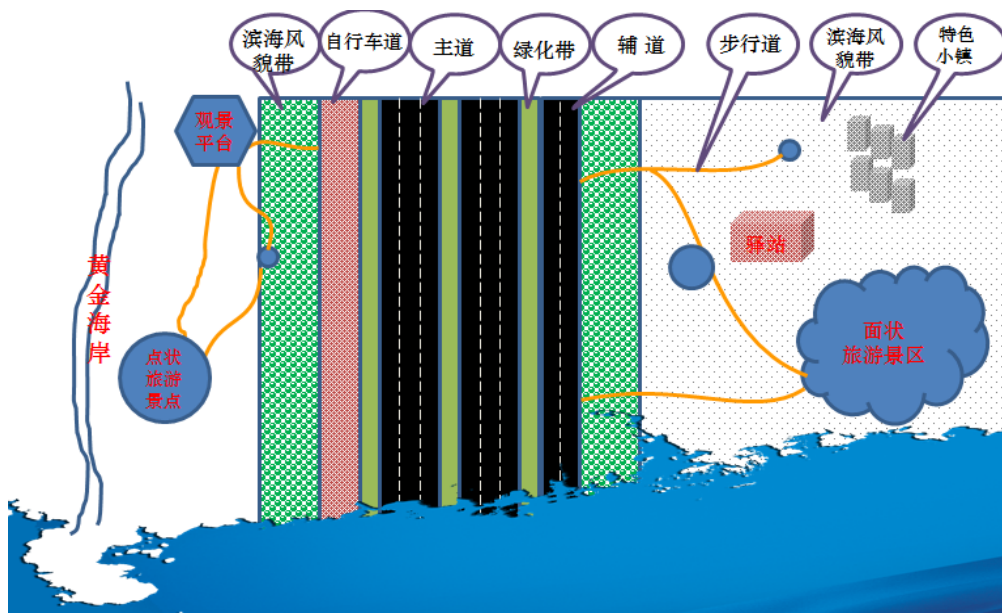 滨海风
貌带
自行车道
主道
绿化带
辅 道
步行道
滨海风
貌带
特色
小镇
观景
平台
黄
金
海
岸
点状
旅游
景点
驿站
面状
旅游景区